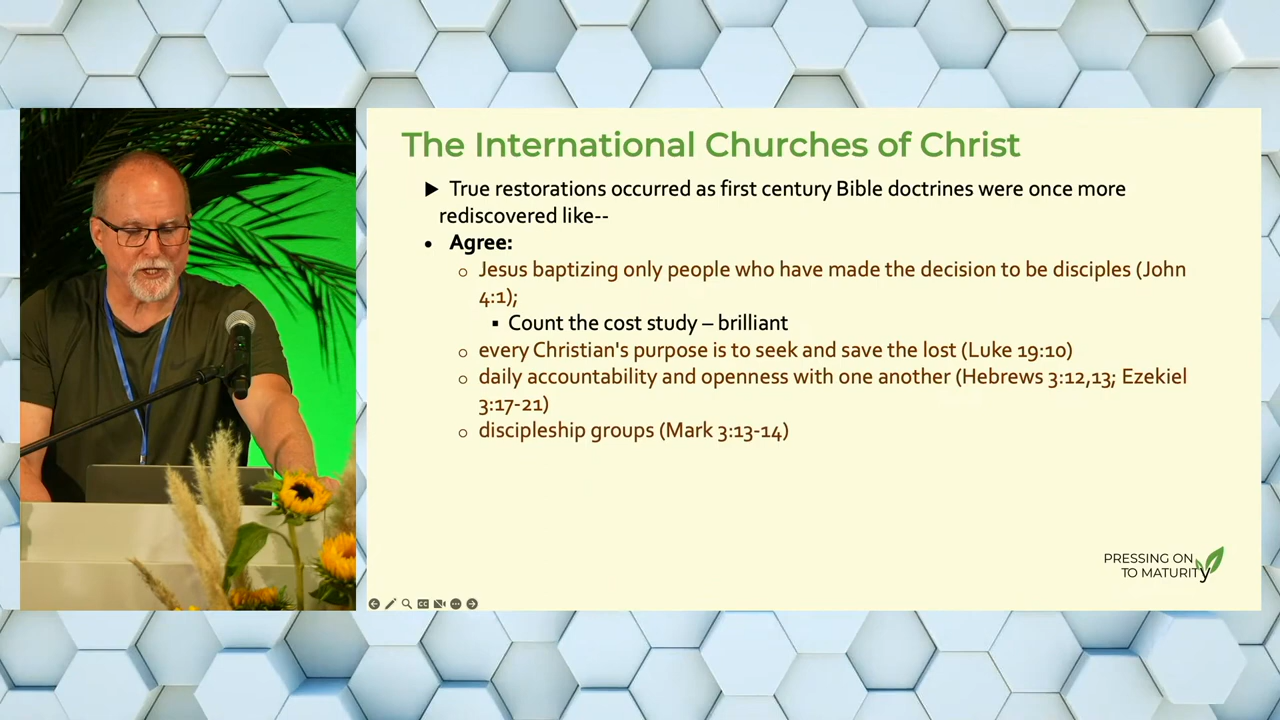 The International Churches of Christ
▶ True restorations occurred as first century Bible doctrines were once more
rediscovered like--
• Agree:
○ Jesus baptizing only people who have made the decision to be disciples (John
4:1);
▪ Count the cost study – brilliant
○ every Christian's purpose is to seek and save the lost (Luke 19:10)
○ daily accountability and openness with one another (Hebrews 3:12,13; Ezekiel
3:17-21)
○ discipleship groups (Mark 3:13-14)
PRESSING ON
TO MATURITy